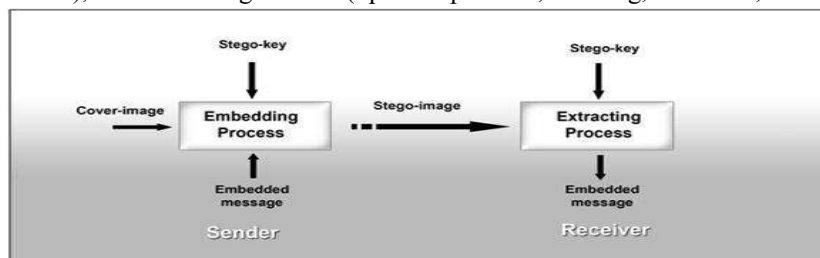 Stego-key
Stego-key
Cover-image
Embedding
Process
Stego-image
Extracting
Process
Embedded
message
Embedded
message
Sender
Receiver